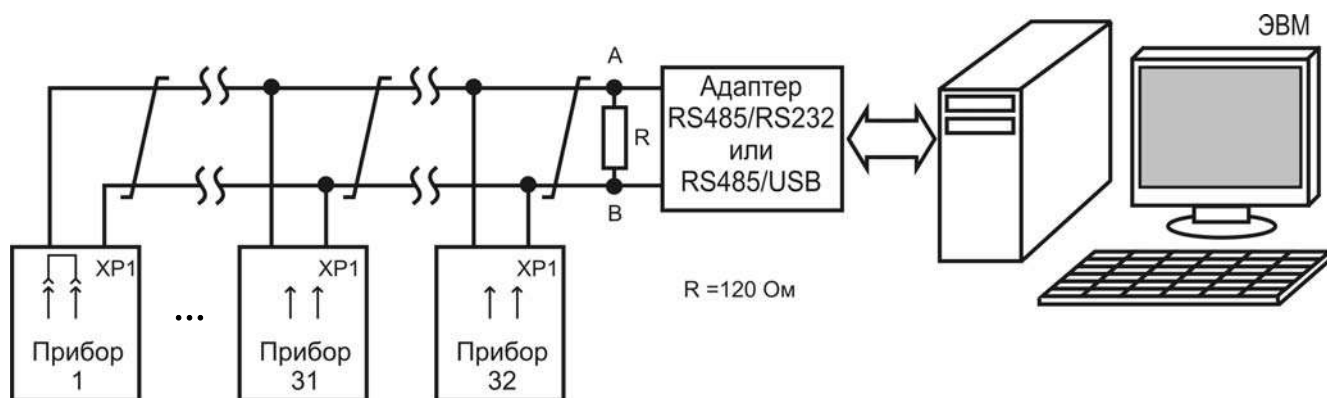 ЭВМ
A
Адаптер
RS485/RS232
или
RS485/USB
R
B
XP1
XP1
XP1
R =120 Ом
...
Прибор
1
Прибор
31
Прибор
32